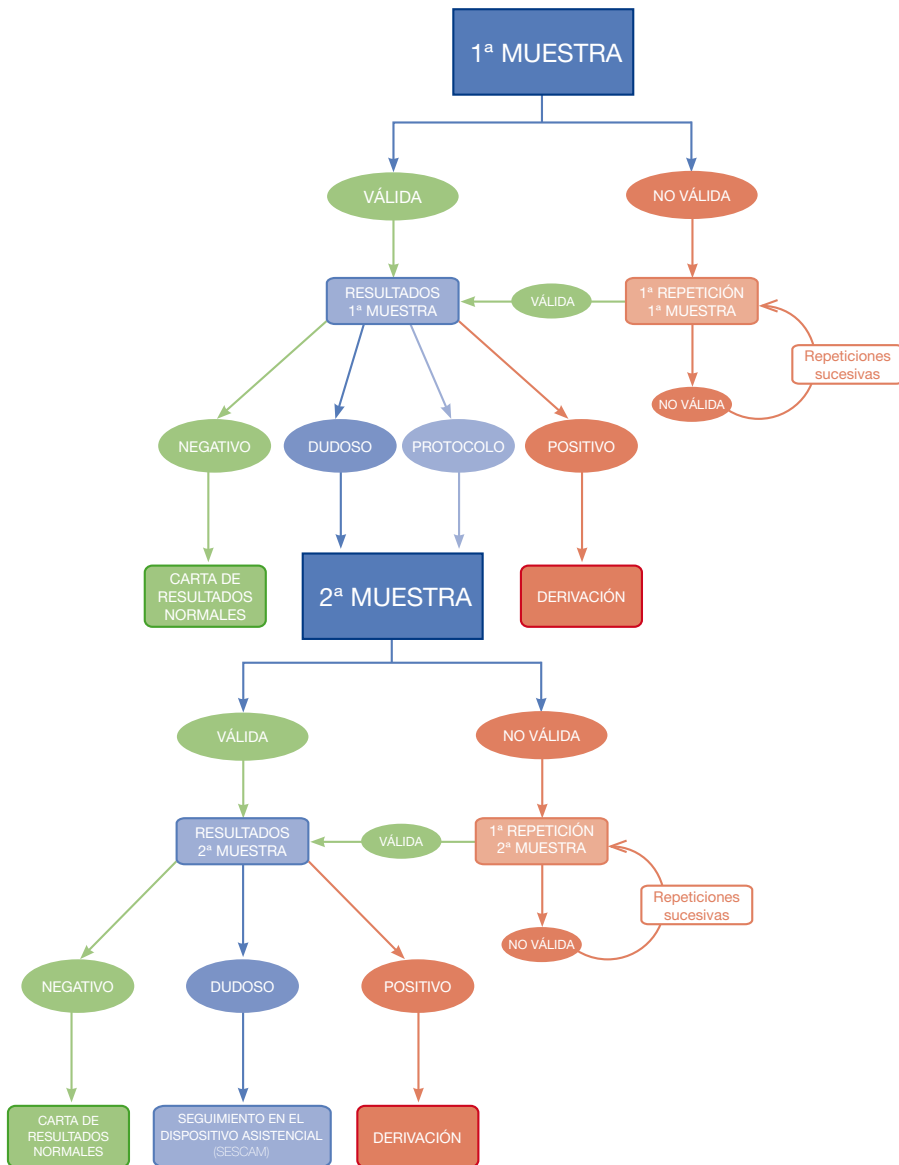 1ª MUESTRA
VÁLIDA
NO VÁLIDA
RESULTADOS
1ª MUESTRA
VÁLIDA
1ª REPETICIÓN
1ª MUESTRA
Repeticiones
sucesivas
NO VÁLIDA
NEGATIVO
DUDOSO
PROTOCOLO
POSITIVO
CARTA DE
RESULTADOS
NORMALES
2ª MUESTRA
DERIVACIÓN
VÁLIDA
NO VÁLIDA
RESULTADOS
2ª MUESTRA
VÁLIDA
1ª REPETICIÓN
2ª MUESTRA
Repeticiones
sucesivas
NO VÁLIDA
NEGATIVO
DUDOSO
POSITIVO
CARTA DE
RESULTADOS
NORMALES
SEGUIMIENTO EN EL
DISPOSITIVO ASISTENCIAL
(SESCAM)
DERIVACIÓN